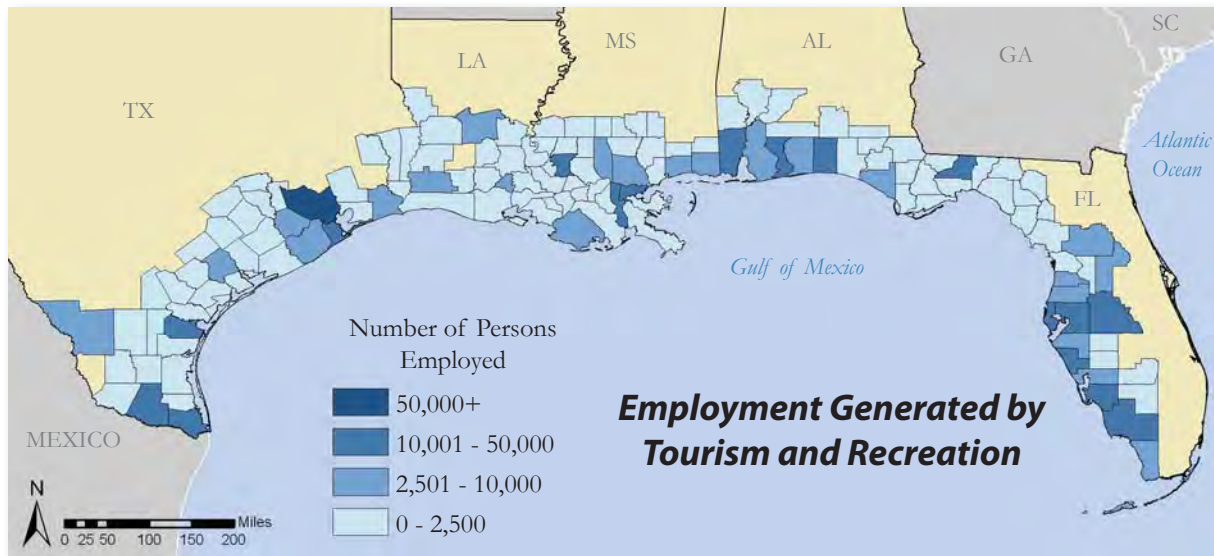 SC
MS
AL
GA
LA
TX
Atlantic
Ocean
FL
Gulf of Mexico
Number of Persons
Employed
50,000+
10,001 - 50,000
2,501 - 10,000
0 - 2,500
Employment Generated by
Tourism and Recreation
MEXICO
N
Miles
0 25 50 100 150 200